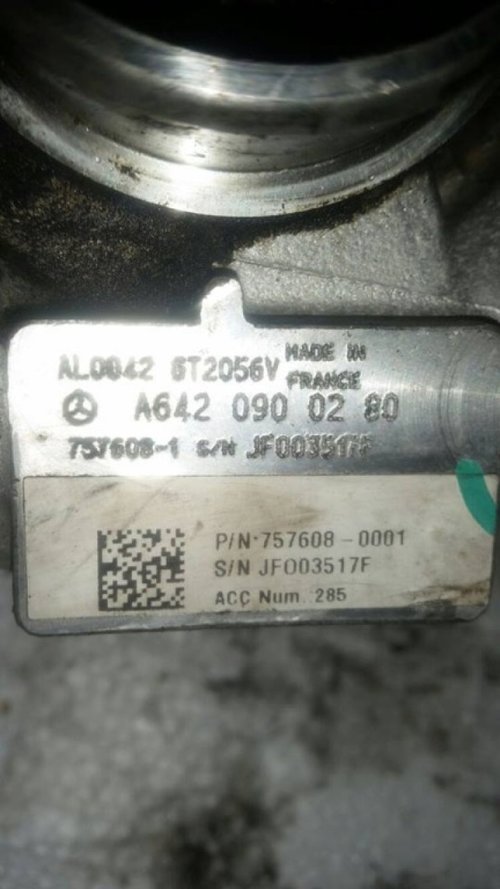 AL0042 GT2056V MADE IN FRANCE
A642 090 02 80
757608-1 S/N JF003517F
P/N·757608-0001
S/N JF003517F
ACC Num. 285